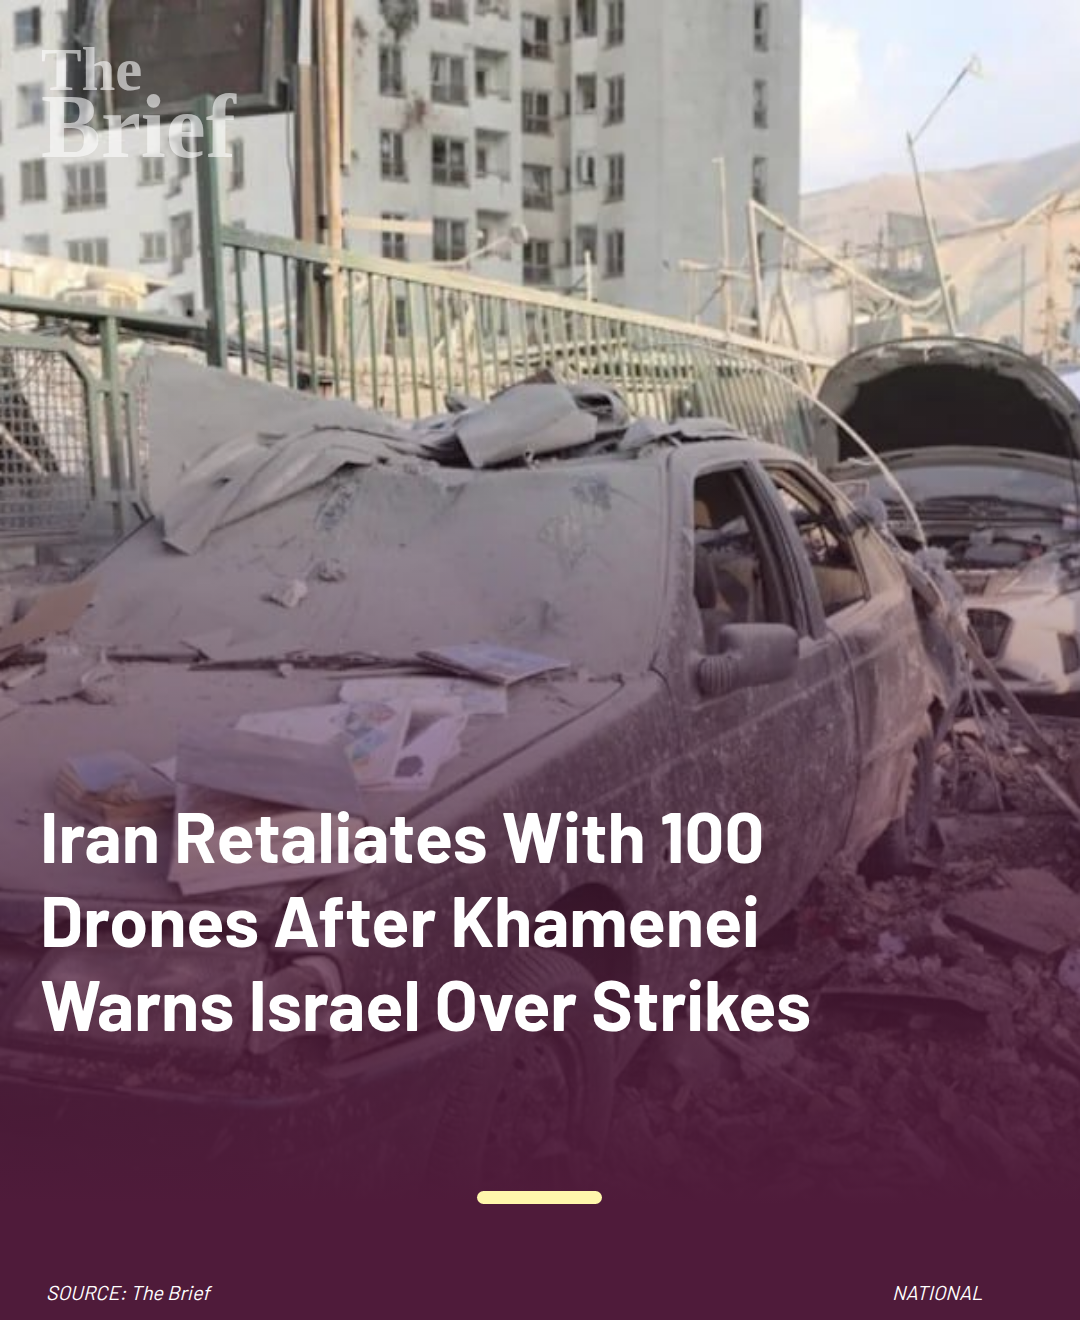 The
Brief
Iran Retaliates With 100
Drones After Khamenei
Warns Israel Over Strikes
SOURCE: The Brief
NATIONAL